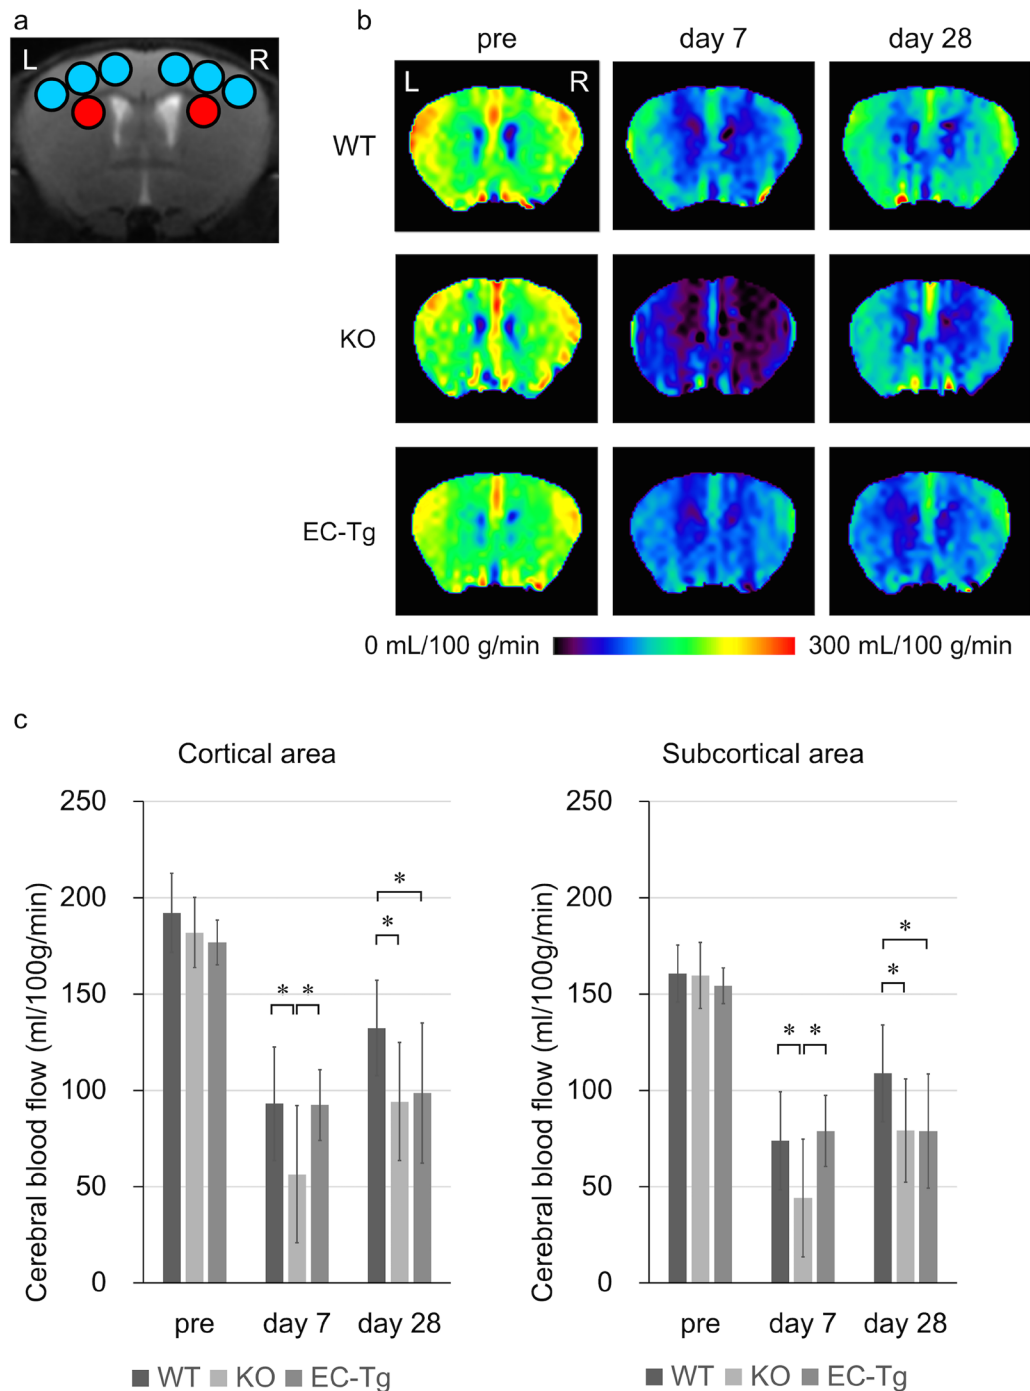 a
L R
b
pre day 7 day 28
L R
WT
KO
EC-Tg
0 mL/100 g/min 300 mL/100 g/min
c
Cortical area
Cerebral blood flow (ml/100g/min)
250
200
150
100
50
0
* *
*
*
pre day 7 day 28
WT KO EC-Tg
Subcortical area
Cerebral blood flow (ml/100g/min)
250
200
150
100
50
0
* *
*
*
pre day 7 day 28
WT KO EC-Tg